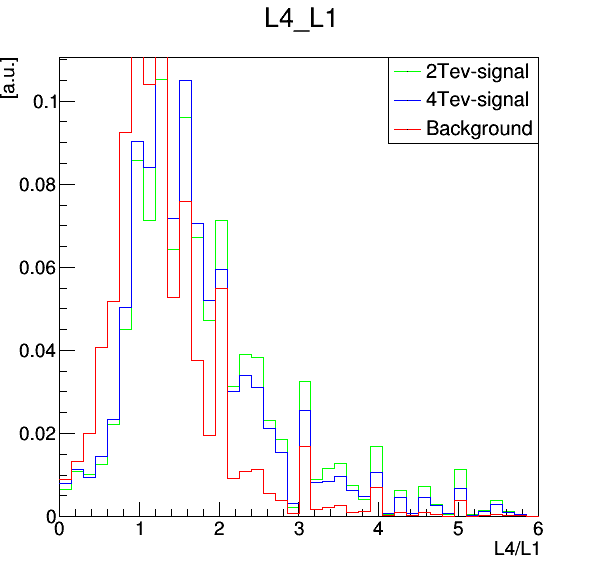 L4_L1
[a.u.]
2Tev-signal
4Tev-signal
Background
0.1
0.08
0.06
0.04
0.02
0
0 1 2 3 4 5 6
L4/L1